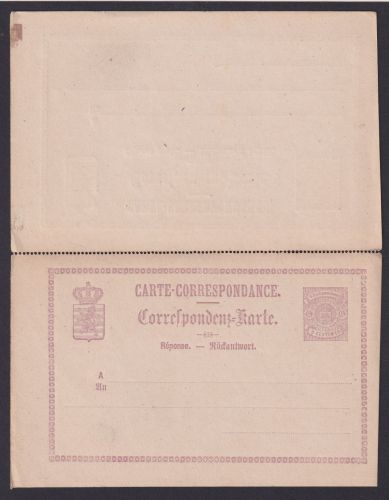 CARTE-CORRESPONDANCE.
Correspondenz-Karte.
Réponse. — Rückantwort.
A
An